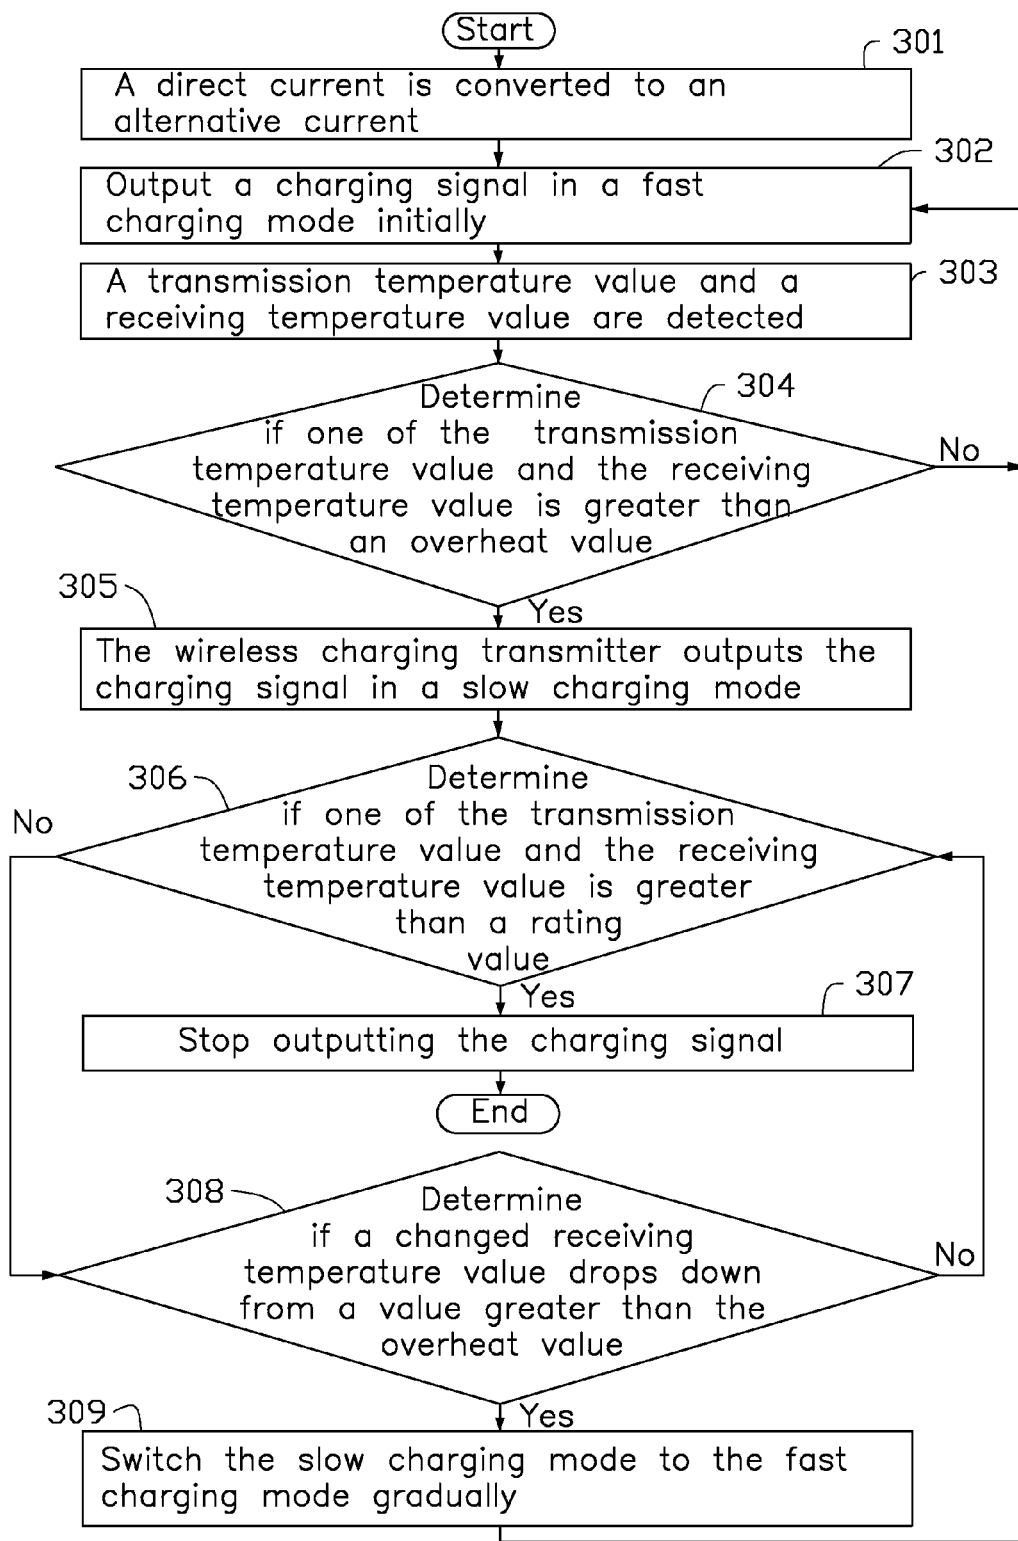 Start
301
A direct current is converted to an
alternative current
302
Output a charging signal in a fast
charging mode initially
303
A transmission temperature value and a
receiving temperature value are detected
304
Determine
if one of the transmission
temperature value and the receiving
temperature value is greater than
an overheat value
No
Yes
305
The wireless charging transmitter outputs the
charging signal in a slow charging mode
306
Determine
if one of the transmission
temperature value and the receiving
temperature value is greater
than a rating
value
No
Yes
307
Stop outputting the charging signal
End
308
Determine
if a changed receiving
temperature value drops down
from a value greater than the
overheat value
No
Yes
309
Switch the slow charging mode to the fast
charging mode gradually